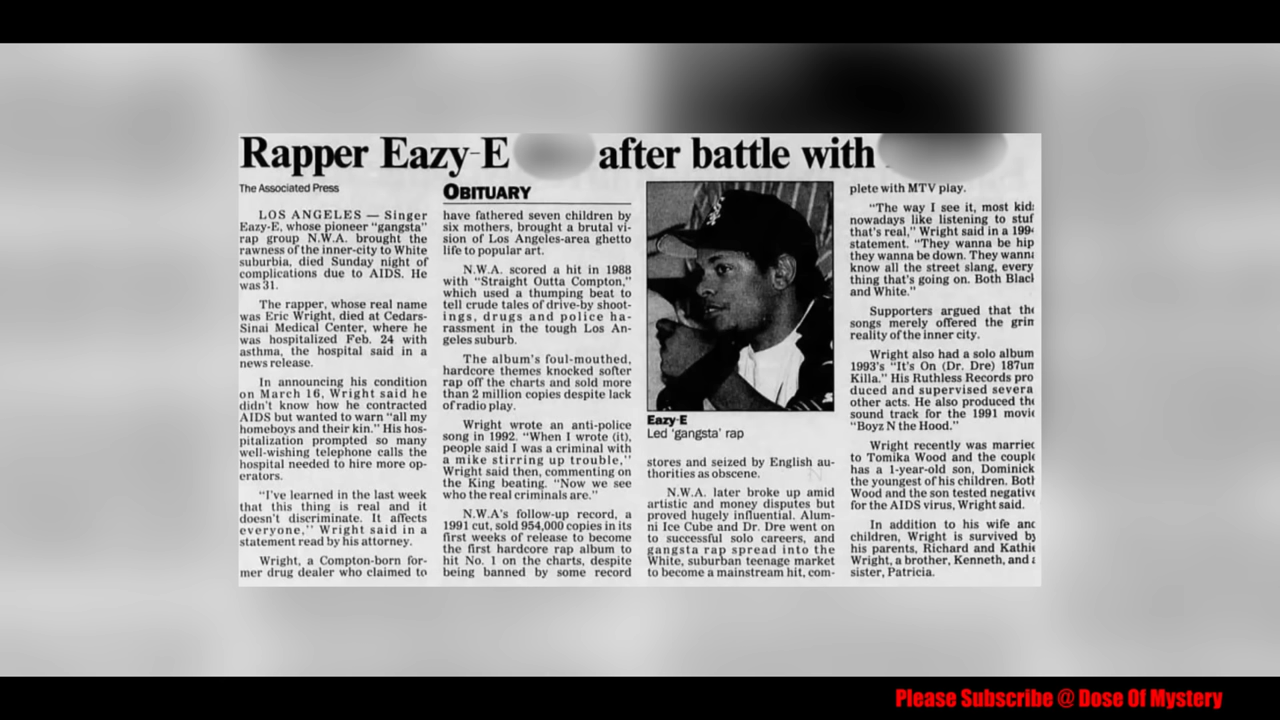 Rapper Eazy-E after battle with
The Associated Press
LOS ANGELES — Singer
Eazy-E, whose pioneer "gangsta"
rap group N.W.A. brought the
rawness of the inner-city to White
suburbia, died Sunday night of
complications due to AIDS. He
was 31.
The rapper, whose real name
was Eric Wright, died at Cedars-
Sinai Medical Center, where he
was hospitalized Feb. 24 with
asthma, the hospital said in a
news release.
In announcing his condition
on March 16, Wright said he
didn't know how he contracted
AIDS but wanted to warn "all my
homeboys and their kin." His hos-
pitalization prompted so many
well-wishing telephone calls the
hospital needed to hire more op-
erators.
"I've learned in the last week
that this thing is real and it
doesn't discriminate. It affects
everyone," Wright said in a
statement read by his attorney.
Wright, a Compton-born for-
mer drug dealer who claimed to
OBITUARY
have fathered seven children by
six mothers, brought a brutal vi-
sion of Los Angeles-area ghetto
life to popular art.
N.W.A. scored a hit in 1988
with "Straight Outta Compton,"
which used a thumping beat to
tell crude tales of drive-by shoot-
ings, drugs and police ha-
rassment in the tough Los An-
geles suburb.
The album's foul-mouthed,
hardcore themes knocked softer
rap off the charts and sold more
than 2 million copies despite lack
of radio play.
Wright wrote an anti-police
song in 1992. "When I wrote (it),
people said I was a criminal with
a mike stirring up trouble,"
Wright said then, commenting on
the King beating. "Now we see
who the real criminals are."
N.W.A.'s follow-up record, a
1991 cut, sold 954,000 copies in its
first weeks of release to become
the first hardcore rap album to
hit No. 1 on the charts, despite
being banned by some record
Eazy-E
Led 'gangsta' rap
stores and seized by English au-
thorities as obscene.
N.W.A. later broke up amid
artistic and money disputes but
proved hugely influential. Alum-
ni Ice Cube and Dr. Dre went on
to successful solo careers, and
gangsta rap spread into the
White, suburban teenage market
to become a mainstream hit, com-
plete with MTV play.
"The way I see it, most kids
nowadays like listening to stuf
that's real," Wright said in a 199
statement. "They wanna be hip
they wanna be down. They wanna
know all the street slang, every
thing that's going on. Both Black
and White."
Supporters argued that the
songs merely offered the grim
reality of the inner city.
Wright also had a solo album
1993's "It's On (Dr. Dre) 187um
Killa." His Ruthless Records pro
duced and supervised severa
other acts. He also produced the
sound track for the 1991 movie
"Boyz N the Hood."
Wright recently was married
to Tomika Wood and the couple
has a 1-year-old son, Dominick
the youngest of his children. Both
Wood and the son tested negative
for the AIDS virus, Wright said.
In addition to his wife and
children, Wright is survived by
his parents, Richard and Kathie
Wright, a brother, Kenneth, and a
sister, Patricia.
Please Subscribe @ Dose Of Mystery